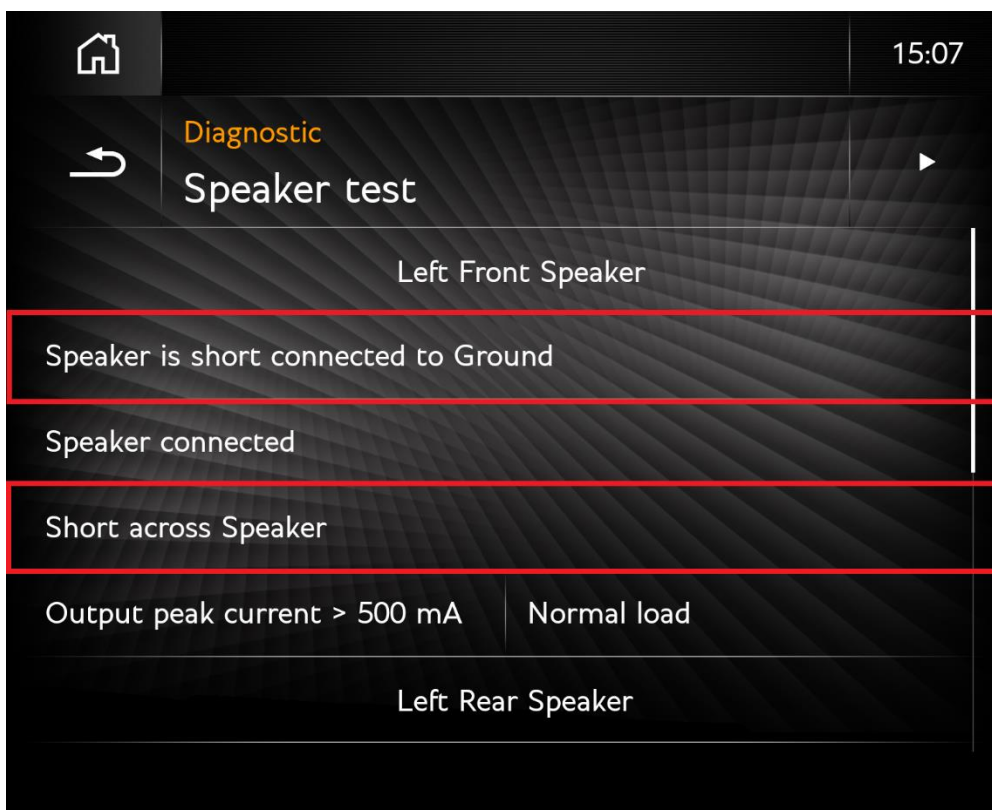 15:07
Diagnostic
Speaker test
Left Front Speaker
Speaker is short connected to Ground
Speaker connected
Short across Speaker
Output peak current > 500 mA Normal load
Left Rear Speaker